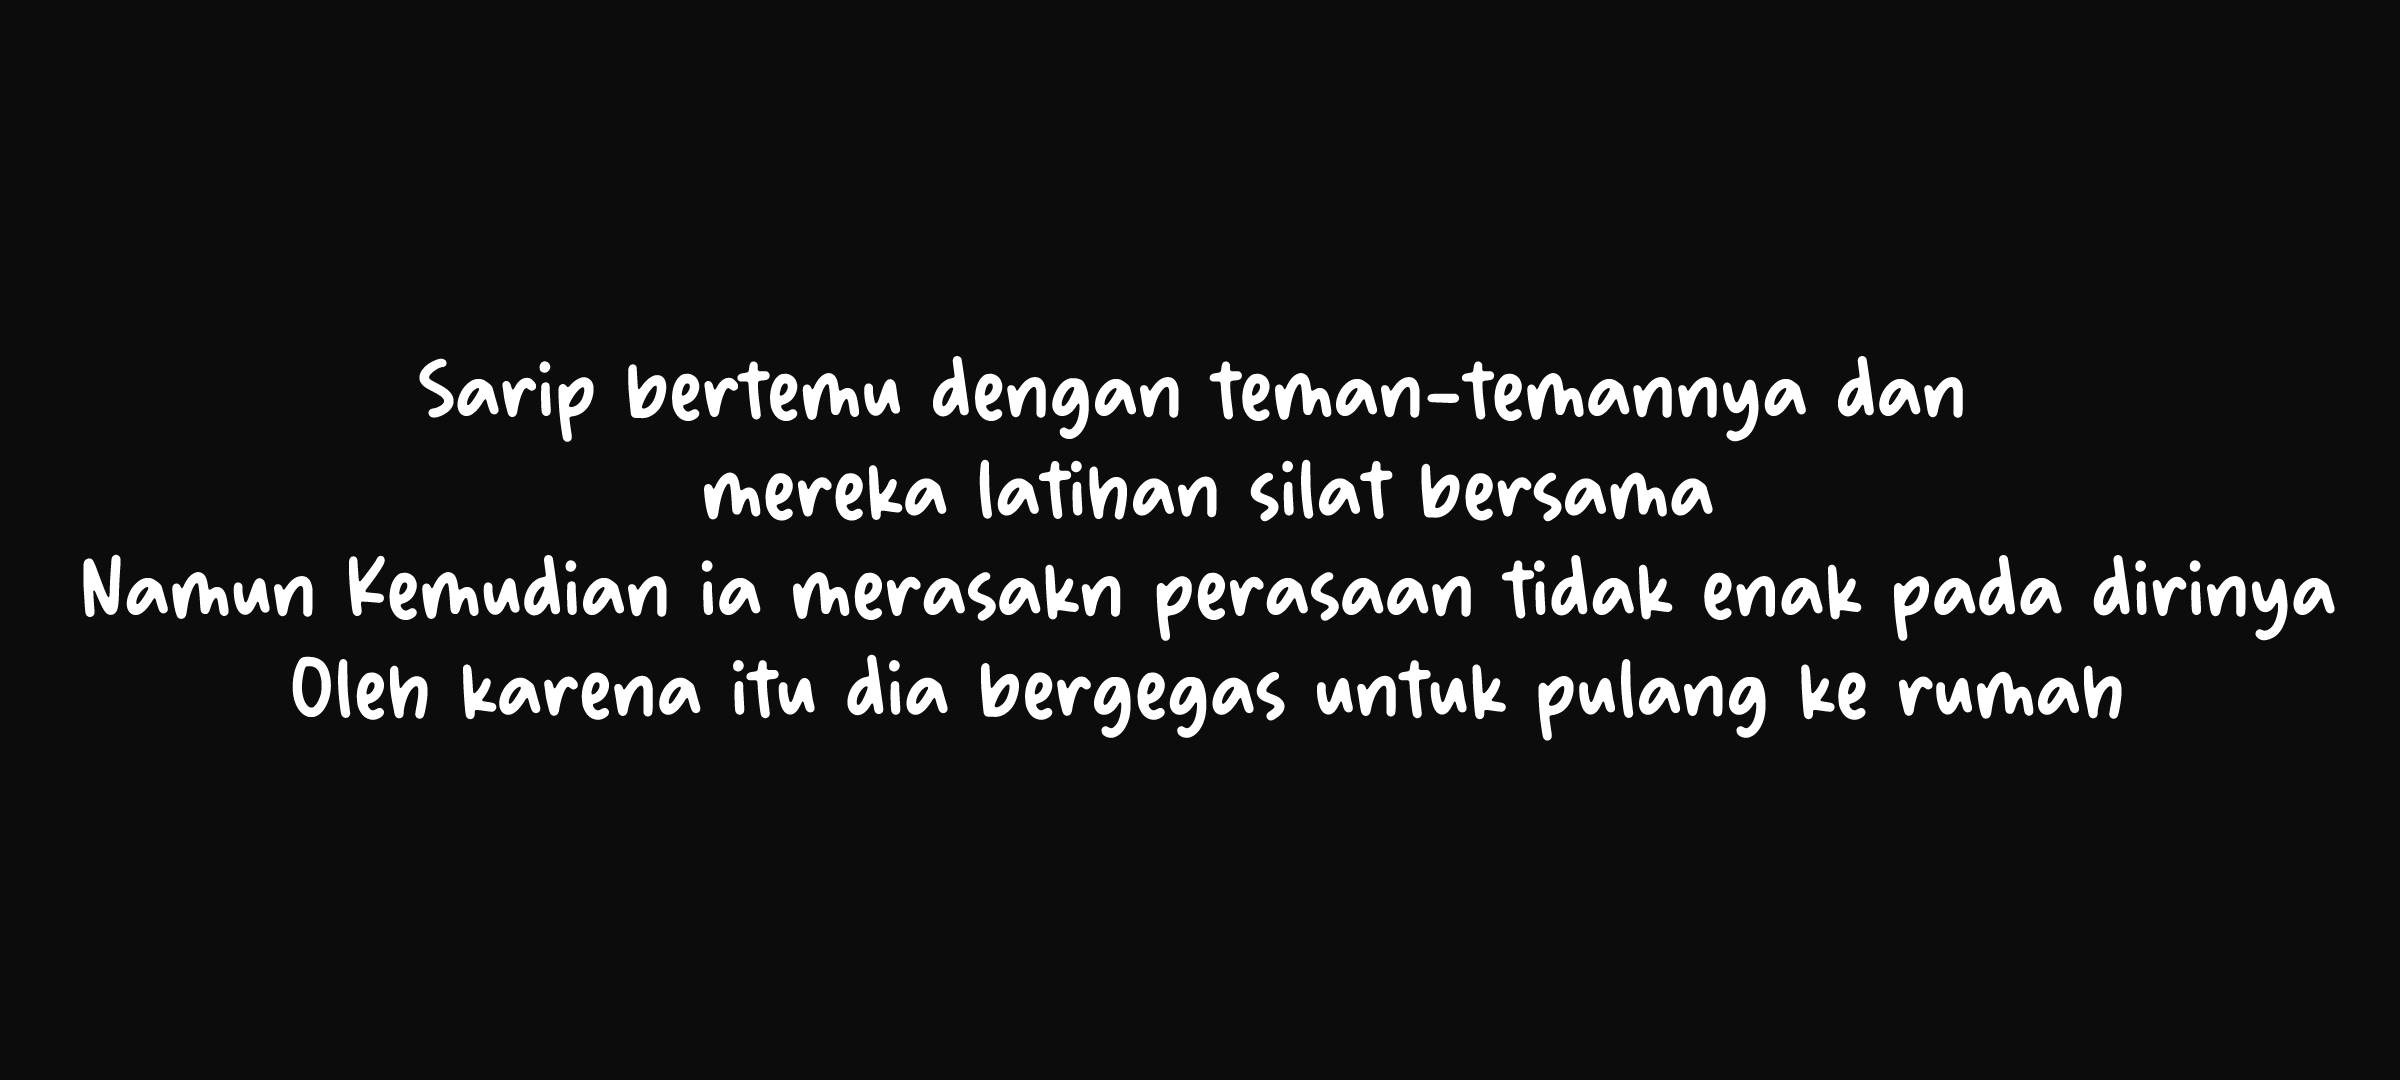 Sarip bertemu dengan teman-temannya dan
mereka latihan silat bersama
Namun Kemudian ia merasakn perasaan tidak enak pada dirinya
Oleh karena itu dia bergegas untuk pulang ke rumah